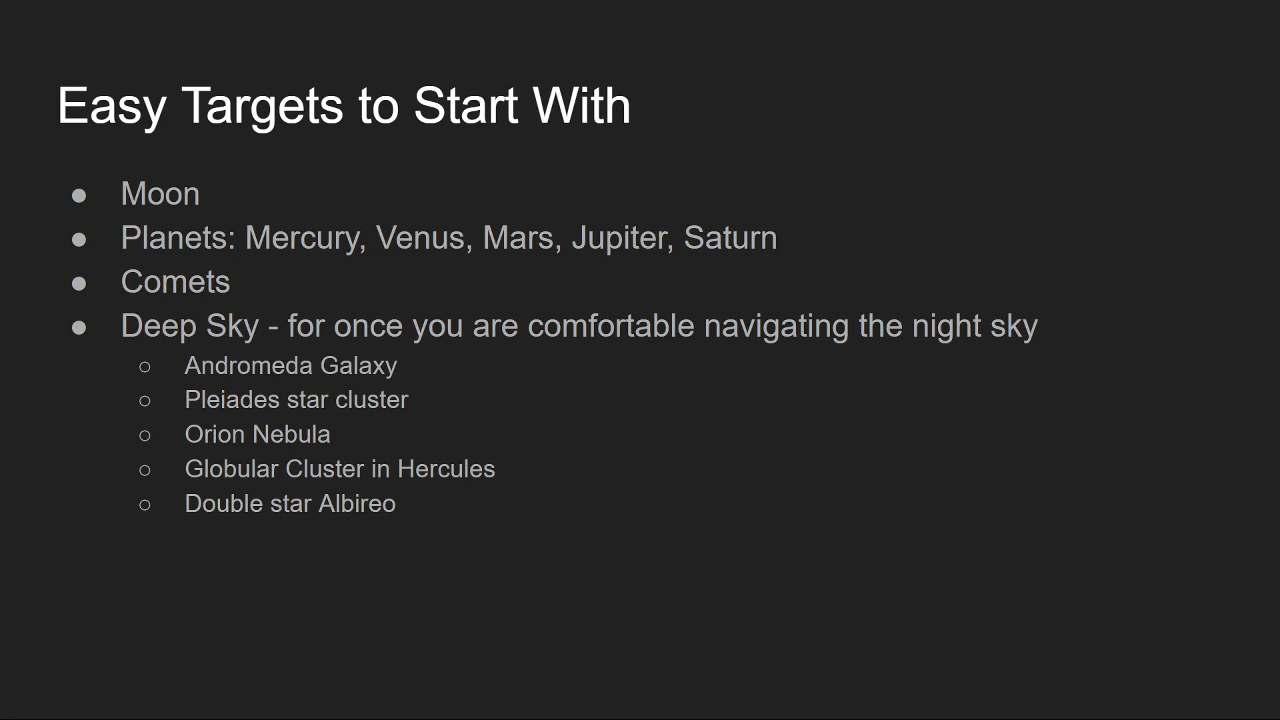 Easy Targets to Start With
● Moon
● Planets: Mercury, Venus, Mars, Jupiter, Saturn
● Comets
● Deep Sky - for once you are comfortable navigating the night sky
○ Andromeda Galaxy
○ Pleiades star cluster
○ Orion Nebula
○ Globular Cluster in Hercules
○ Double star Albireo